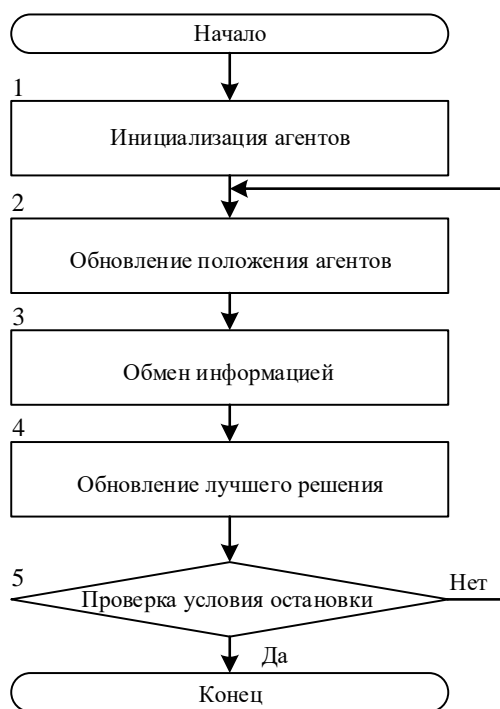 Начало
1
Инициализация агентов
2
Обновление положения агентов
3
Обмен информацией
4
Обновление лучшего решения
5
Проверка условия остановки
Нет
Да
Конец